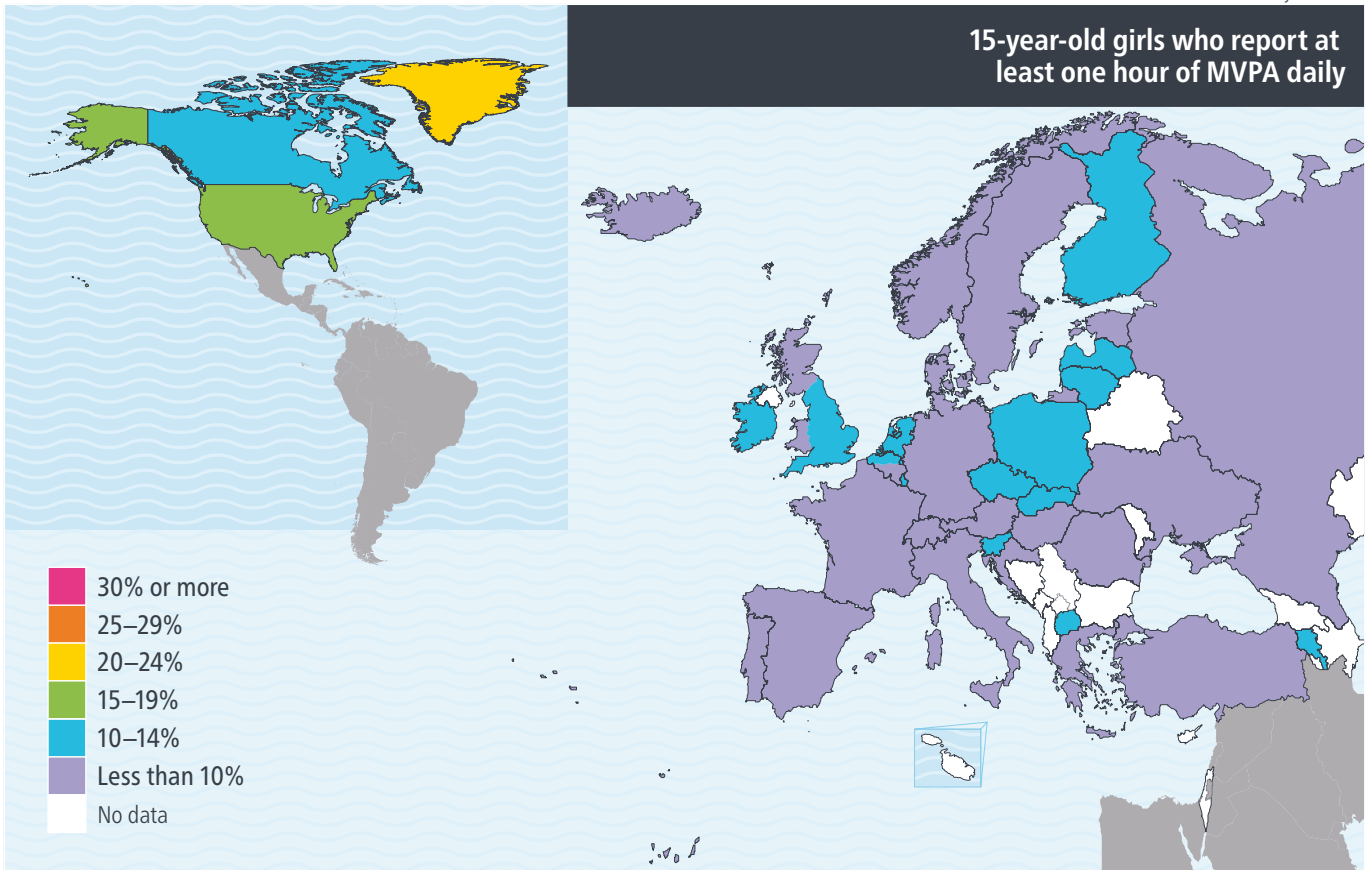 15-year-old girls who report at
least one hour of MVPA daily
30% or more
25–29%
20–24%
15–19%
10–14%
Less than 10%
No data